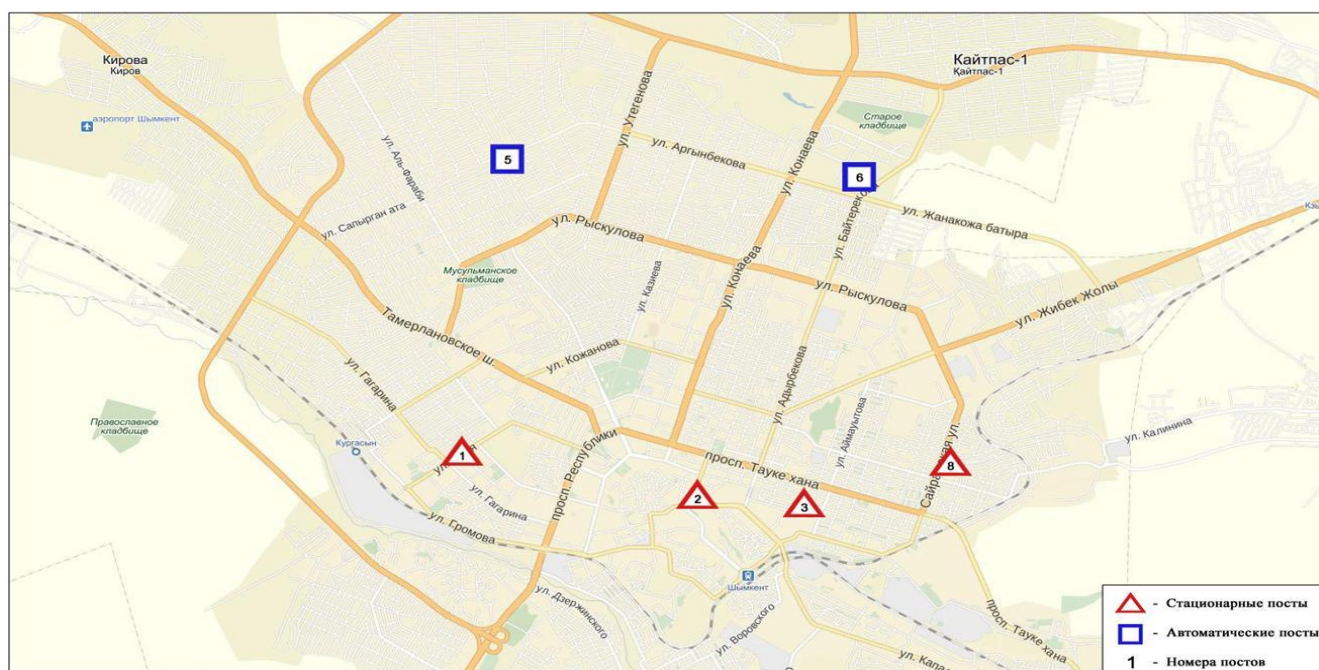 Кирова
Киров
Кайтпас-1
Қайтпас-1
аэропорт Шымкент
ул. Утегенова
Старое
кладбище
ул. Аль-Фараби
5
ул. Аргынбекова
ул. Конаева
6
ул. Байтерекова
ул. Жанакожа батыра
ул. Сапырган ата
ул. Рыскулова
Мусульманское
кладбище
ул. Казиева
ул. Конаева
ул. Рыскулова
ул. Жибек Жолы
Тамерлановское ш.
ул. Кожанова
ул. Гагарина
ул. Адырбекова
ул. Аймауытова
Православное
кладбище
Кургасын
1
просп. Республики
просп. Тауке хана
Сайрамская ул.
8
ул. Калинина
2
3
ул. Гагарина
ул. Громова
Шымкент
ул. Дзержинского
ул. Воровского
просп. Тауке хана
- Стационарные посты
- Автоматические посты
1 - Номера постов